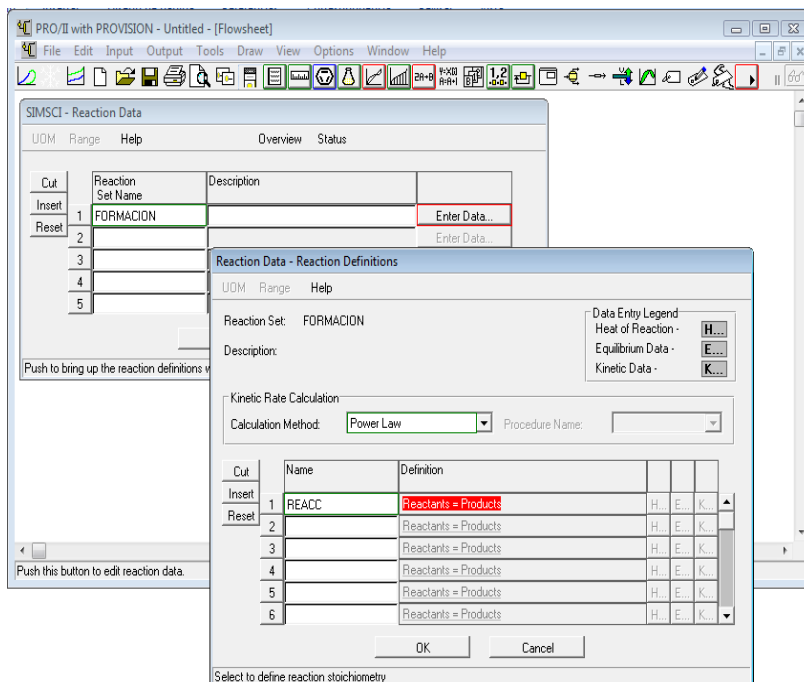 PRO/II with PROVISION - Untitled - [Flowsheet]
File Edit Input Output Tools Draw View Options Window Help
SIMSCI - Reaction Data
UOM Range Help Overview Status
Cut
Insert
Reset
Reaction Set Name Description
1 FORMACION Enter Data...
2 Enter Data...
3
4
5
Push to bring up the reaction definitions
Push this button to edit reaction data.
Reaction Data - Reaction Definitions
UOM Range Help
Reaction Set: FORMACION
Description:
Data Entry Legend
Heat of Reaction - H...
Equilibrium Data - E...
Kinetic Data - K...
Kinetic Rate Calculation
Calculation Method: Power Law Procedure Name:
Cut
Insert
Reset
Name Definition
1 REACC Reactants = Products H... E... K...
2 Reactants = Products H... E... K...
3 Reactants = Products H... E... K...
4 Reactants = Products H... E... K...
5 Reactants = Products H... E... K...
6 Reactants = Products H... E... K...
OK Cancel
Select to define reaction stoichiometry